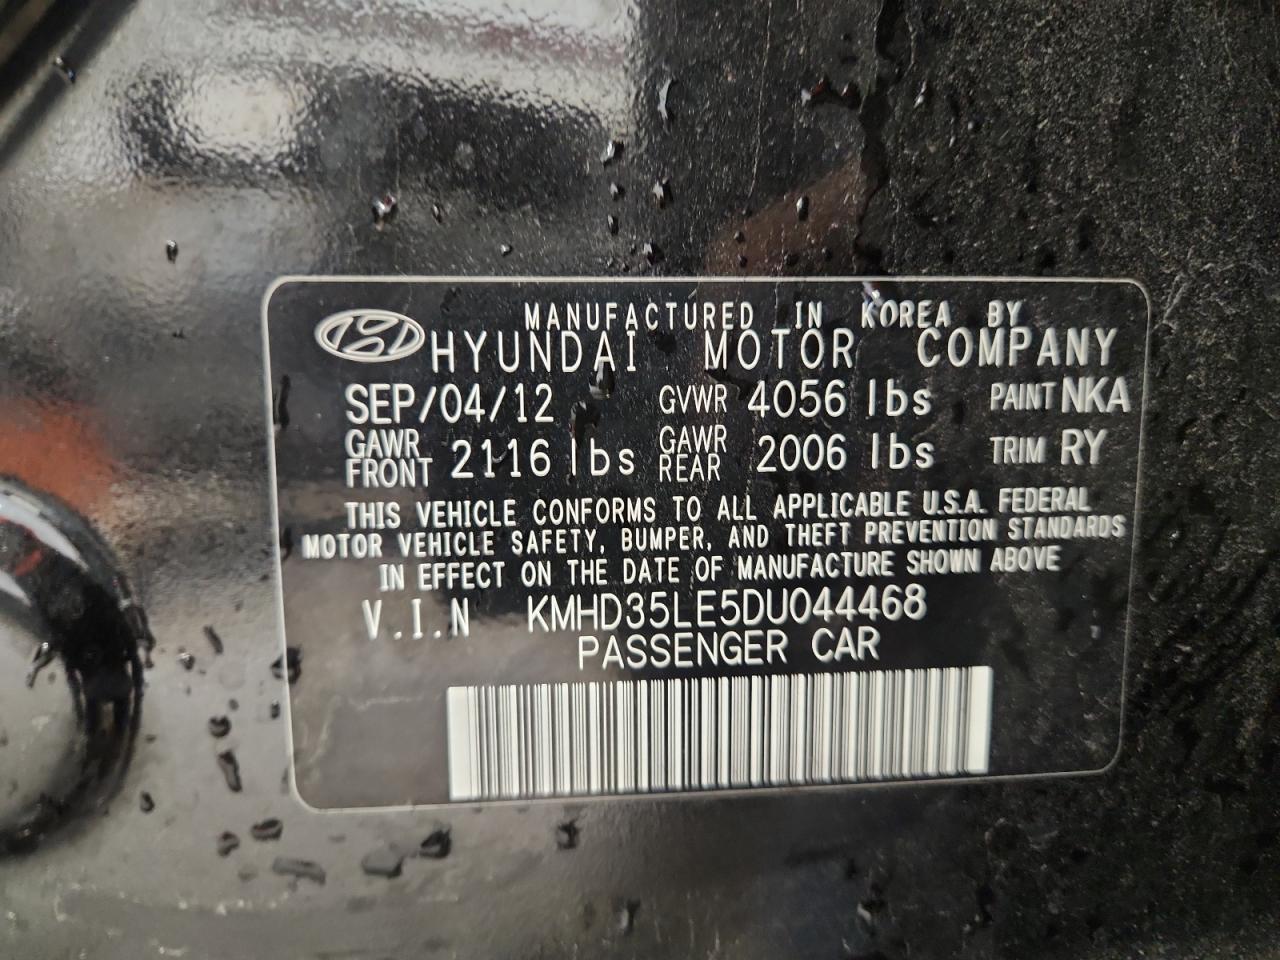 MANUFACTURED IN KOREA BY
HYUNDAI MOTOR COMPANY
SEP/04/12 GVWR 4056 lbs PAINT NKA
GAWR FRONT 2116 lbs GAWR REAR 2006 lbs TRIM RY
THIS VEHICLE CONFORMS TO ALL APPLICABLE U.S.A. FEDERAL
MOTOR VEHICLE SAFETY, BUMPER, AND THEFT PREVENTION STANDARDS
IN EFFECT ON THE DATE OF MANUFACTURE SHOWN ABOVE
V.I.N KMHD35LE5DU044468
PASSENGER CAR